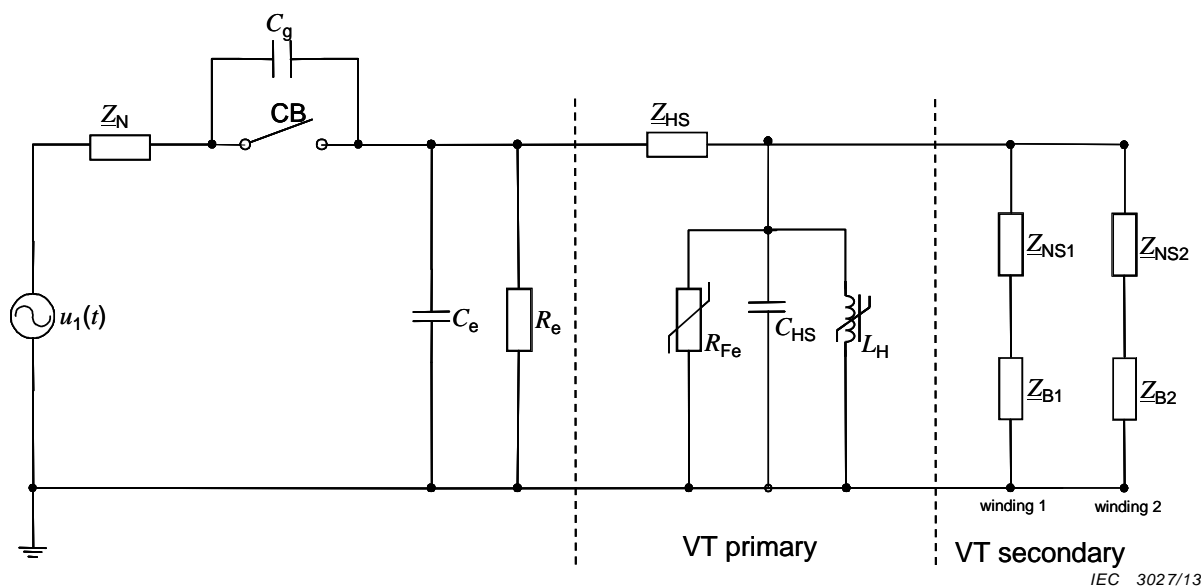 C_g
Z_N
CB
Z_HS
u_1(t)
C_e
R_e
R_Fe
C_HS
L_H
Z_NS1
Z_NS2
Z_B1
Z_B2
winding 1
winding 2
VT primary
VT secondary
IEC 3027/13